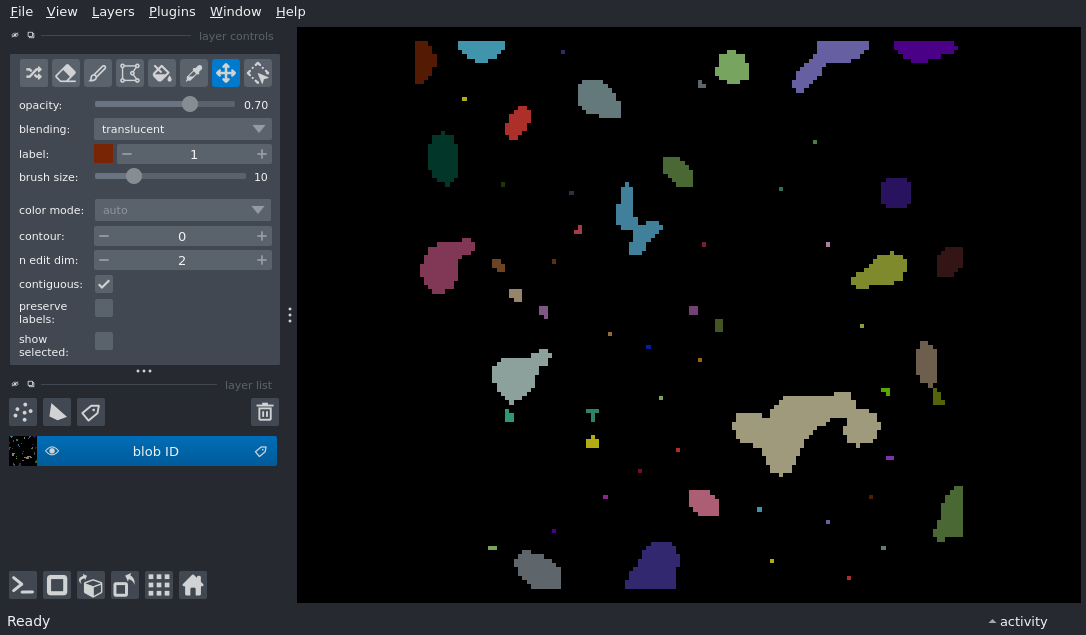 File View Layers Plugins Window Help
layer controls
opacity: 0.70
blending: translucent
label: 1
brush size: 10
color mode: auto
contour: 0
n edit dim: 2
contiguous:
preserve
labels:
show
selected:
layer list
blob ID
Ready
activity